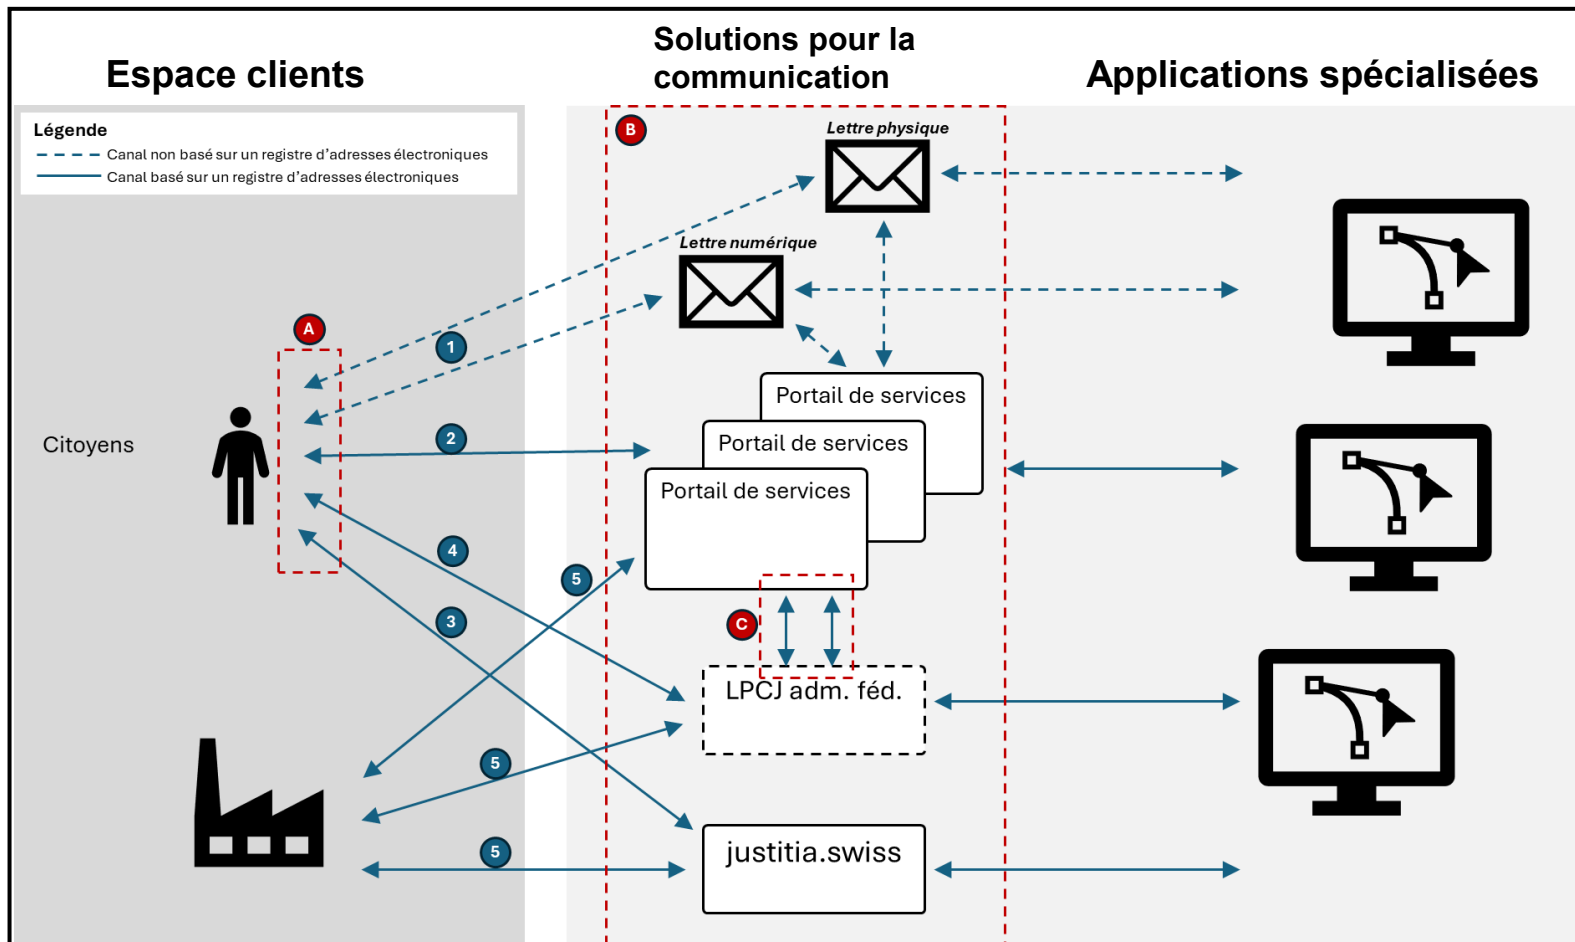 Espace clients
Solutions pour la
communication
Applications spécialisées
Légende
Canal non basé sur un registre d'adresses électroniques
Canal basé sur un registre d'adresses électroniques
B
Lettre physique
Lettre numérique
A
1
Citoyens
2
Portail de services
Portail de services
Portail de services
4
5
3
C
LPCJ adm. féd.
5
5
justitia.swiss